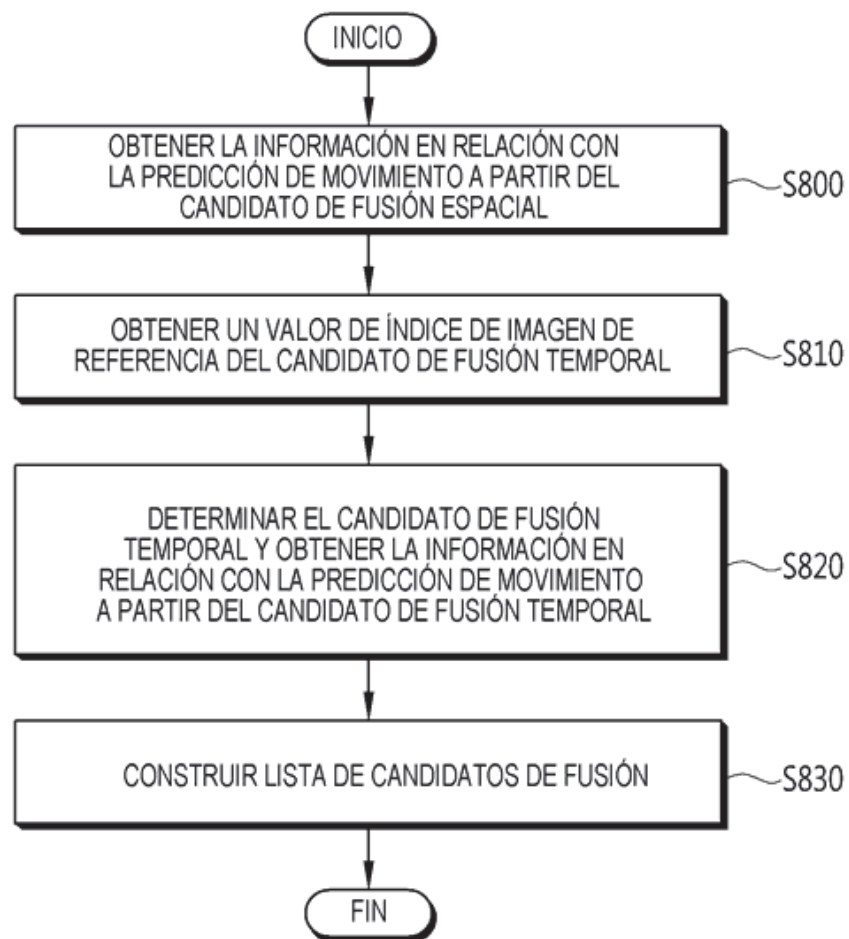 INICIO
OBTENER LA INFORMACIÓN EN RELACIÓN CON
LA PREDICCIÓN DE MOVIMIENTO A PARTIR DEL
CANDIDATO DE FUSIÓN ESPACIAL
S800
OBTENER UN VALOR DE ÍNDICE DE IMAGEN DE
REFERENCIA DEL CANDIDATO DE FUSIÓN TEMPORAL
S810
DETERMINAR EL CANDIDATO DE FUSIÓN
TEMPORAL Y OBTENER LA INFORMACIÓN EN
RELACIÓN CON LA PREDICCIÓN DE MOVIMIENTO
A PARTIR DEL CANDIDATO DE FUSIÓN TEMPORAL
S820
CONSTRUIR LISTA DE CANDIDATOS DE FUSIÓN
S830
FIN